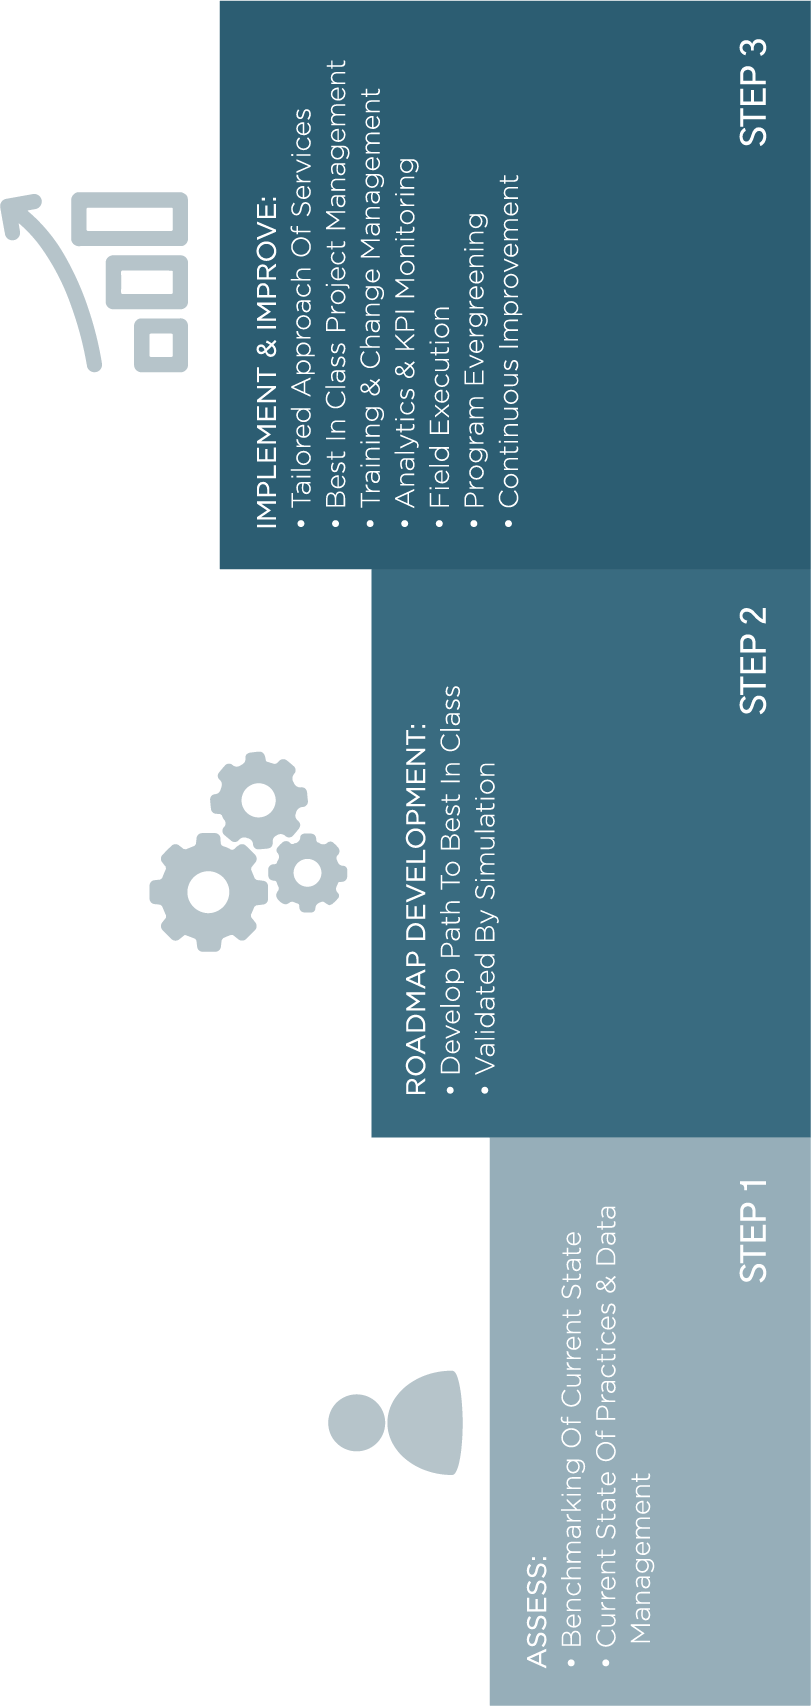 ASSESS:
• Benchmarking Of Current State
• Current State Of Practices & Data
Management
STEP 1
ROADMAP DEVELOPMENT:
• Develop Path To Best In Class
• Validated By Simulation
STEP 2
IMPLEMENT & IMPROVE:
• Tailored Approach Of Services
• Best In Class Project Management
• Training & Change Management
• Analytics & KPI Monitoring
• Field Execution
• Program Evergreening
• Continuous Improvement
STEP 3